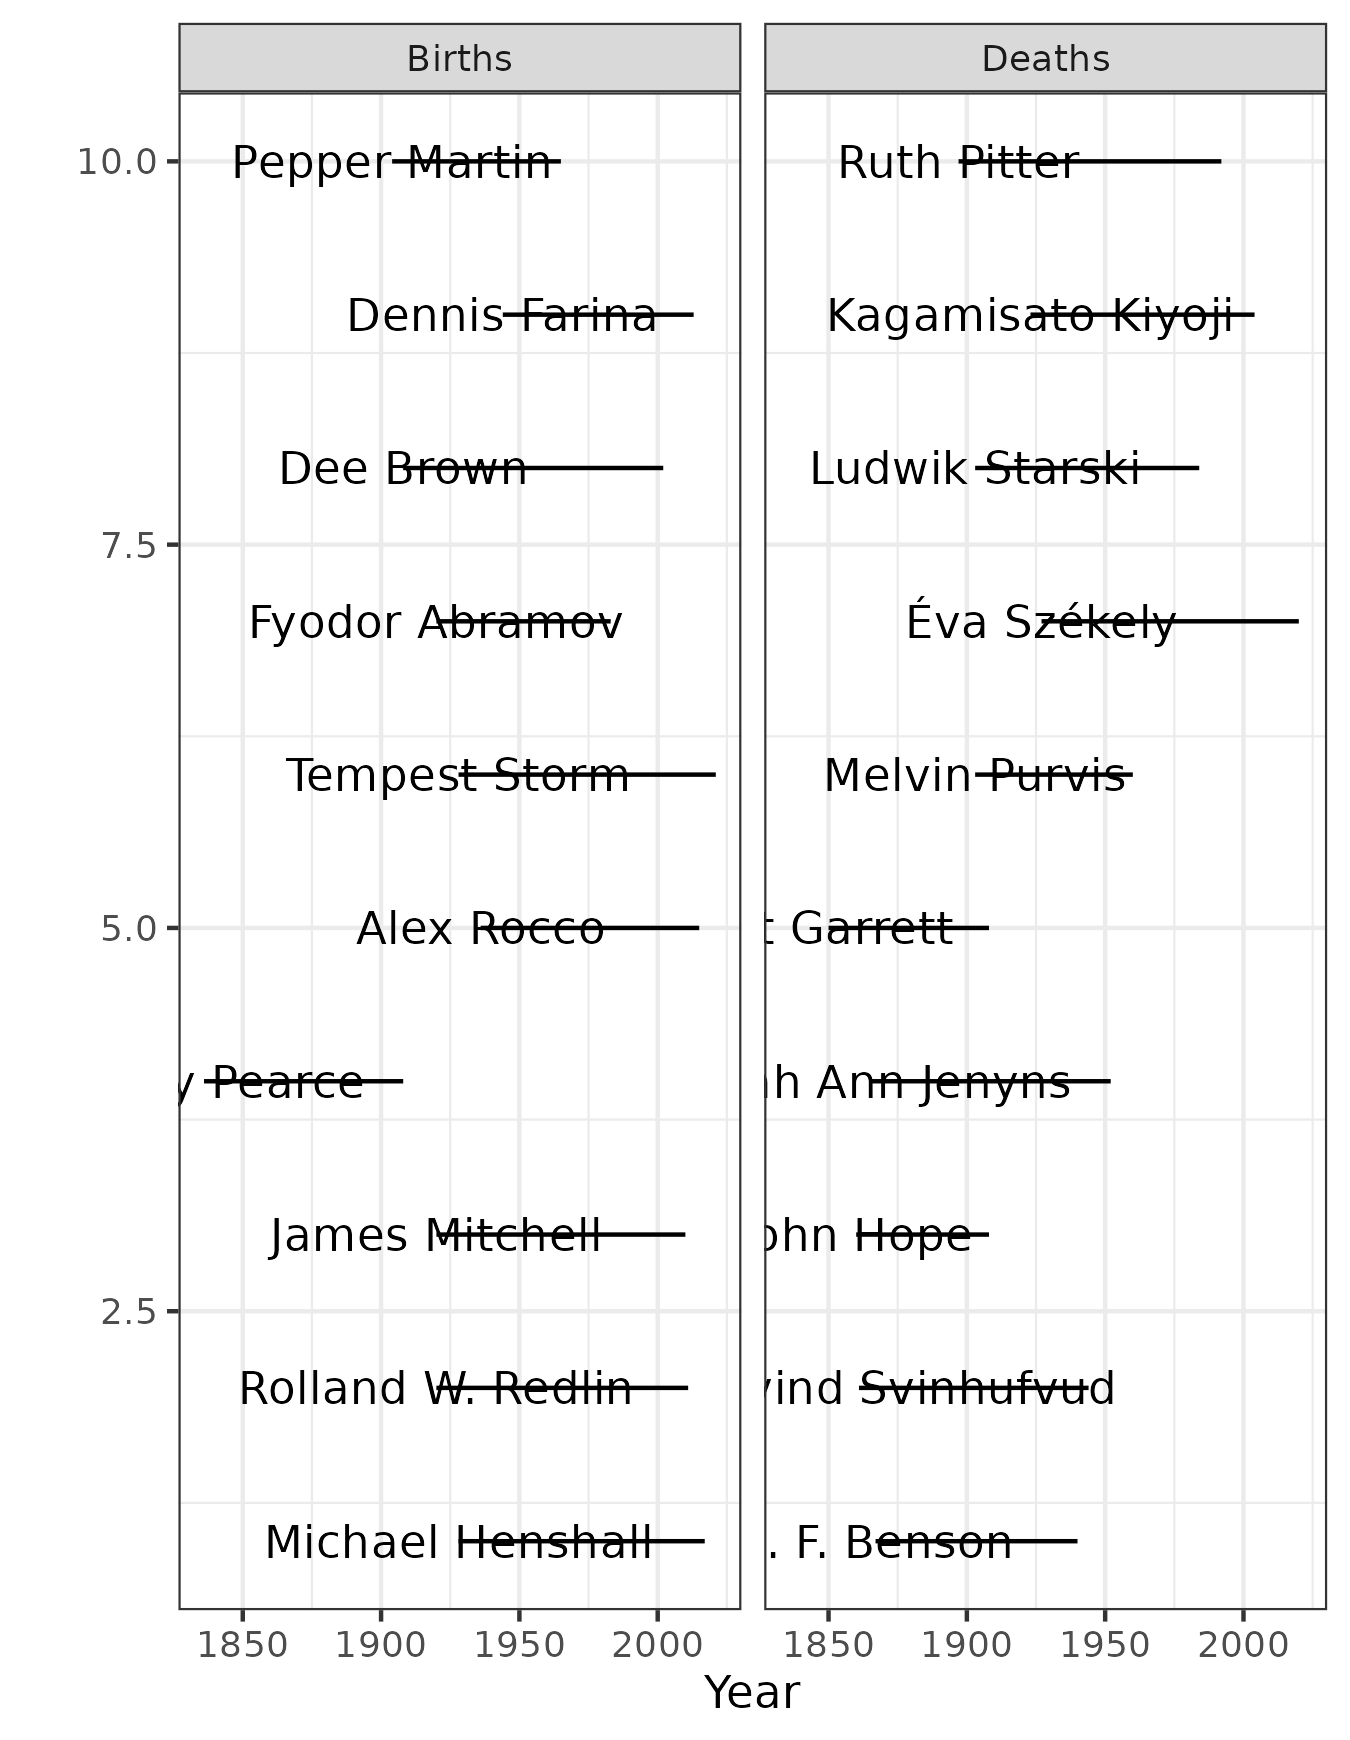 Births Deaths
10.0 Pepper Martin Ruth Pitter
Dennis Farina Kagamisato Kiyoji
Dee Brown Ludwik Starski
7.5
Fyodor Abramov Éva Székely
Tempest Storm Melvin Purvis
5.0 Alex Rocco t Garrett
y Pearce h Ann Jenyns
James Mitchell ohn Hope
2.5
Rolland W. Redlin vind Svinhufvud
Michael Henshall . F. Benson
1850 1900 1950 2000 1850 1900 1950 2000
Year